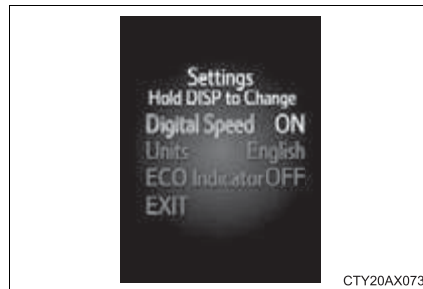 Settings
Hold DISP to Change
Digital Speed ON
Units English
ECO Indicator OFF
EXIT
CTY20AX073